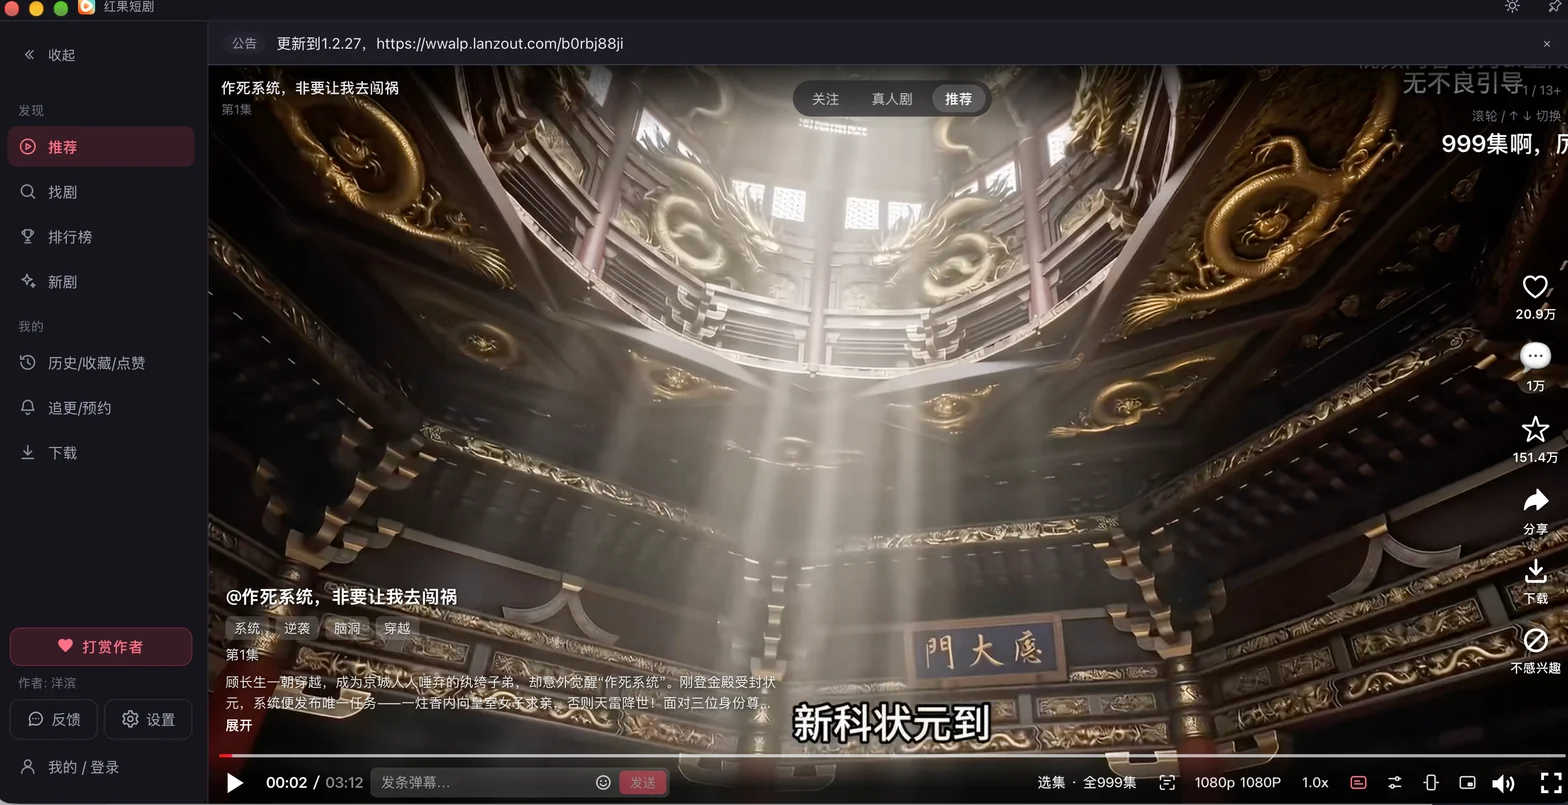 红果短剧
收起
公告 更新到1.2.27，https://wwalp.lanzout.com/b0rbj88ji
×
发现
推荐
找剧
排行榜
新剧
我的
历史/收藏/点赞
追更/预约
下载
打赏作者
作者: 洋滨
反馈
设置
我的 / 登录
作死系统，非要让我去闯祸
第1集
关注
真人剧
推荐
无不良引导
1 / 13+
滚轮 / ↑ ↓ 切换
999集啊，
20.9万
1万
151.4万
分享
下载
不感兴趣
門大應
@作死系统，非要让我去闯祸
系统 逆袭 脑洞 穿越
第1集
顾长生一朝穿越，成为京城人人唾弃的纨绔子弟，却意外觉醒“作死系统”。刚登金殿受封状
元，系统便发布唯一任务——一炷香内向皇室女子求亲，否则天雷降世！面对三位身份尊...
展开
新科状元到
00:02 / 03:12
发条弹幕...
发送
选集 · 全999集
1080p 1080P
1.0x